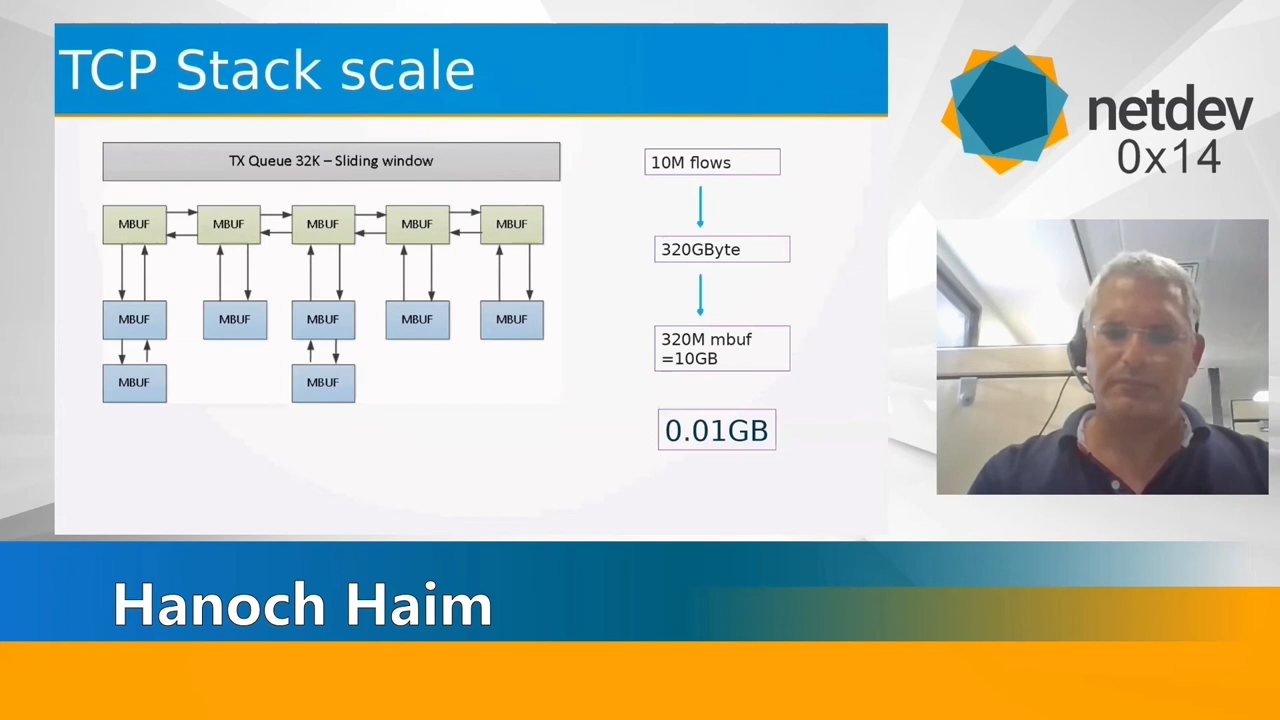 TCP Stack scale
TX Queue 32K – Sliding window
MBUF MBUF MBUF MBUF MBUF
MBUF MBUF MBUF MBUF MBUF
MBUF MBUF
10M flows
320GByte
320M mbuf
=10GB
0.01GB
netdev
0x14
Hanoch Haim